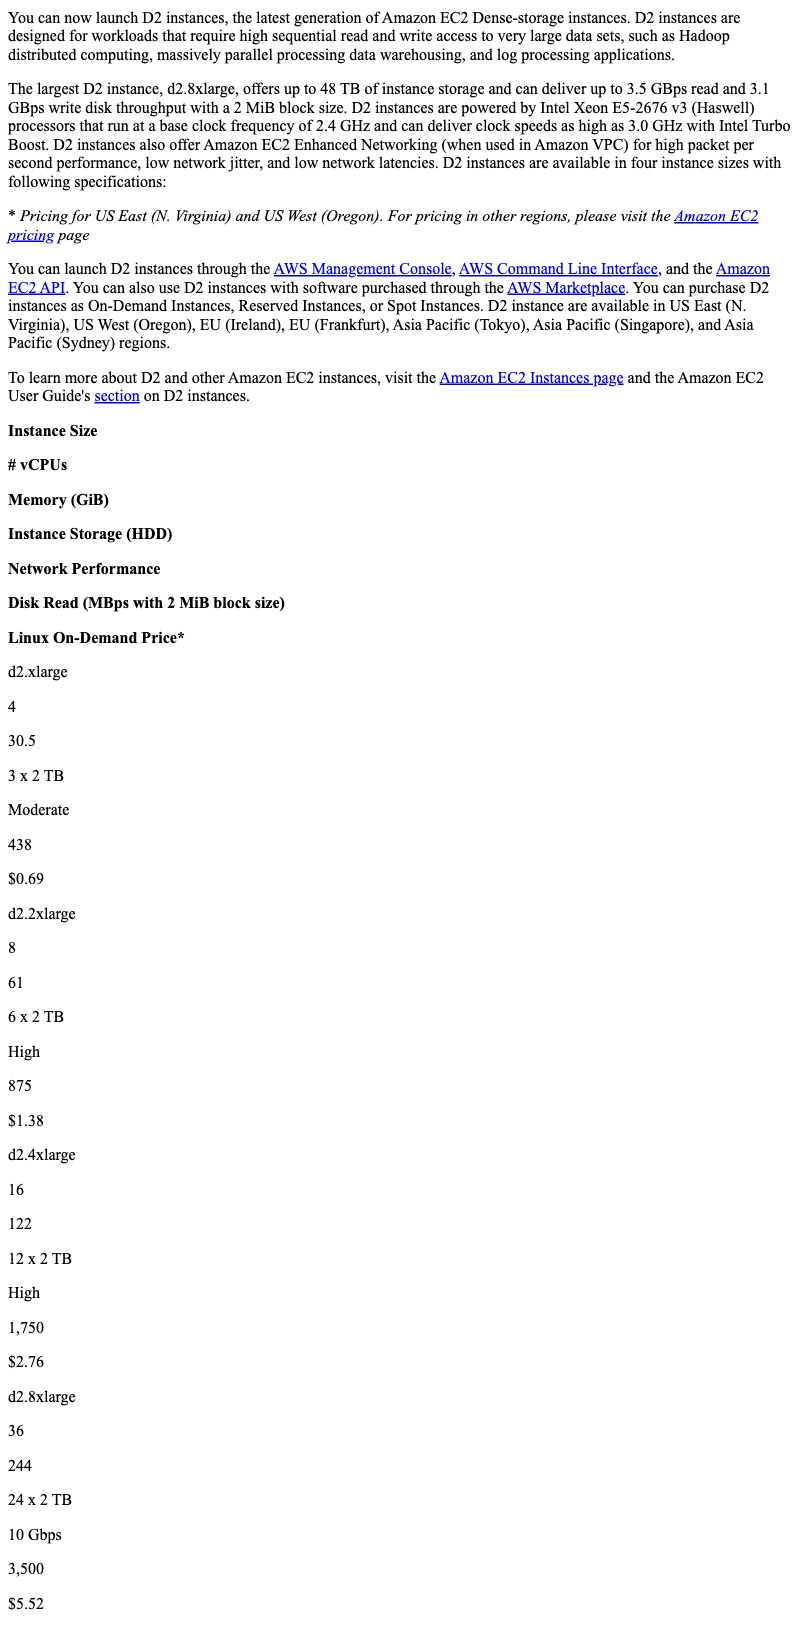 You can now launch D2 instances, the latest generation of Amazon EC2 Dense-storage instances. D2 instances are
designed for workloads that require high sequential read and write access to very large data sets, such as Hadoop
distributed computing, massively parallel processing data warehousing, and log processing applications.
The largest D2 instance, d2.8xlarge, offers up to 48 TB of instance storage and can deliver up to 3.5 GBps read and 3.1
GBps write disk throughput with a 2 MiB block size. D2 instances are powered by Intel Xeon E5-2676 v3 (Haswell)
processors that run at a base clock frequency of 2.4 GHz and can deliver clock speeds as high as 3.0 GHz with Intel Turbo
Boost. D2 instances also offer Amazon EC2 Enhanced Networking (when used in Amazon VPC) for high packet per
second performance, low network jitter, and low network latencies. D2 instances are available in four instance sizes with
following specifications:
* Pricing for US East (N. Virginia) and US West (Oregon). For pricing in other regions, please visit the Amazon EC2
pricing page
You can launch D2 instances through the AWS Management Console, AWS Command Line Interface, and the Amazon
EC2 API. You can also use D2 instances with software purchased through the AWS Marketplace. You can purchase D2
instances as On-Demand Instances, Reserved Instances, or Spot Instances. D2 instance are available in US East (N.
Virginia), US West (Oregon), EU (Ireland), EU (Frankfurt), Asia Pacific (Tokyo), Asia Pacific (Singapore), and Asia
Pacific (Sydney) regions.
To learn more about D2 and other Amazon EC2 instances, visit the Amazon EC2 Instances page and the Amazon EC2
User Guide's section on D2 instances.
Instance Size
# vCPUs
Memory (GiB)
Instance Storage (HDD)
Network Performance
Disk Read (MBps with 2 MiB block size)
Linux On-Demand Price*
d2.xlarge
4
30.5
3 x 2 TB
Moderate
438
$0.69
d2.2xlarge
8
61
6 x 2 TB
High
875
$1.38
d2.4xlarge
16
122
12 x 2 TB
High
1,750
$2.76
d2.8xlarge
36
244
24 x 2 TB
10 Gbps
3,500
$5.52